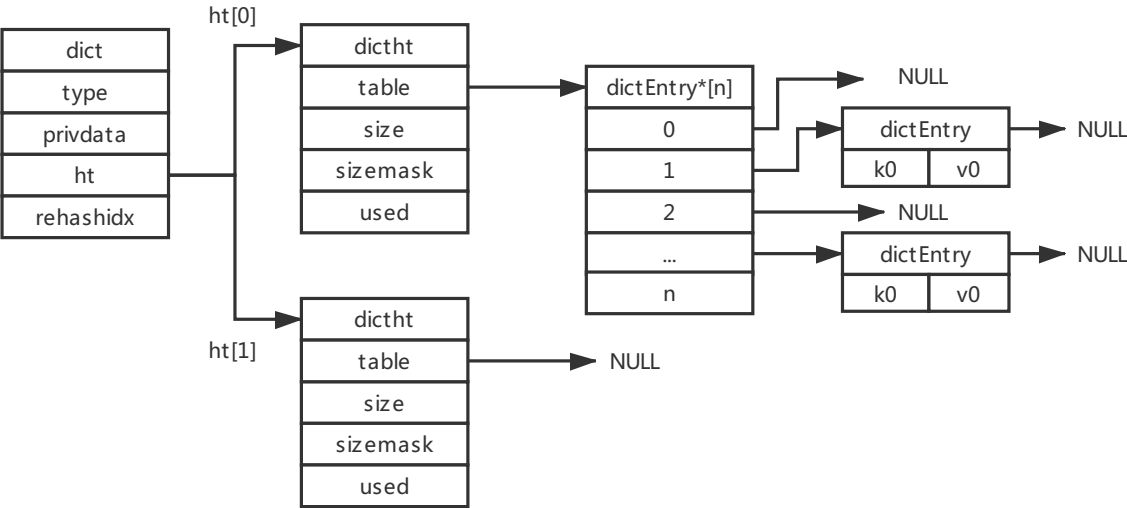 ht[0]
dict
type
privdata
ht
rehashidx
dictht
table
size
sizemask
used
dictEntry*[n]
0
1
2
...
n
NULL
dictEntry
k0 v0
NULL
NULL
dictEntry
k0 v0
NULL
ht[1]
dictht
table
size
sizemask
used
NULL